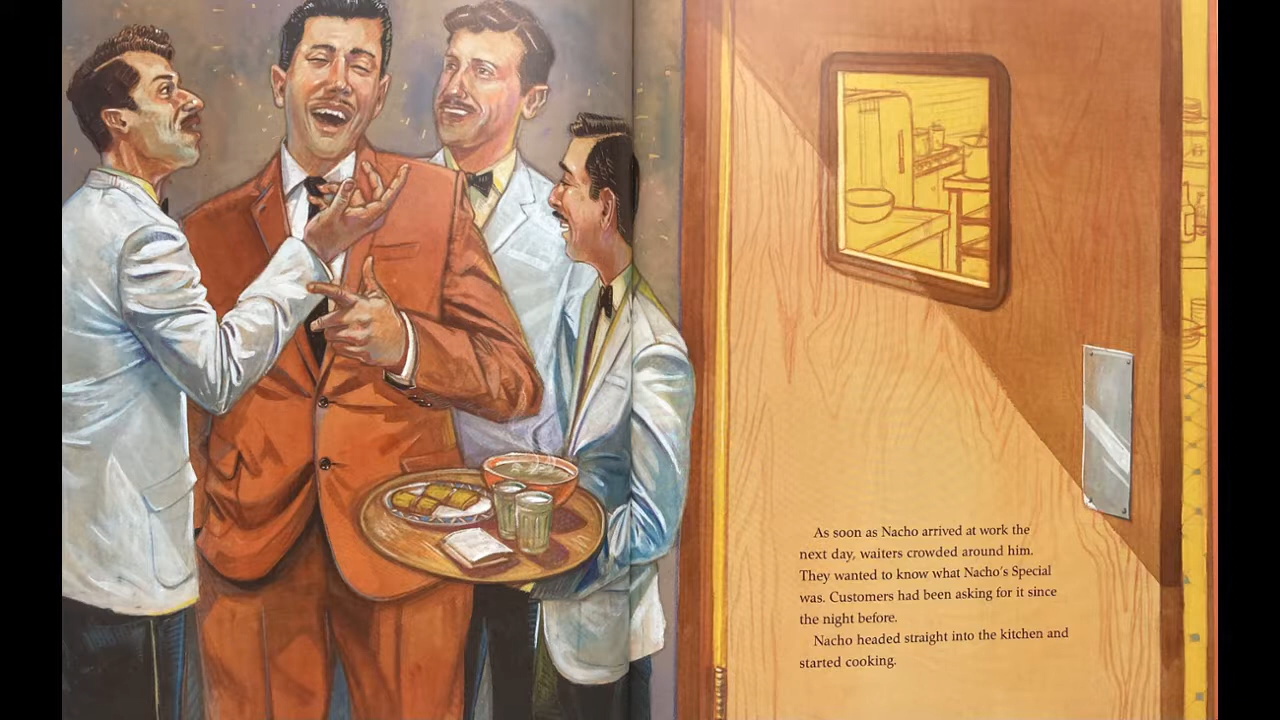 As soon as Nacho arrived at work the
next day, waiters crowded around him.
They wanted to know what Nacho's Special
was. Customers had been asking for it since
the night before.
Nacho headed straight into the kitchen and
started cooking.